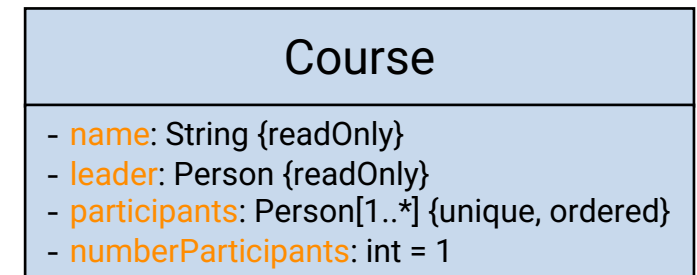 Course
- name: String {readOnly}
- leader: Person {readOnly}
- participants: Person[1..*] {unique, ordered}
- numberParticipants: int = 1